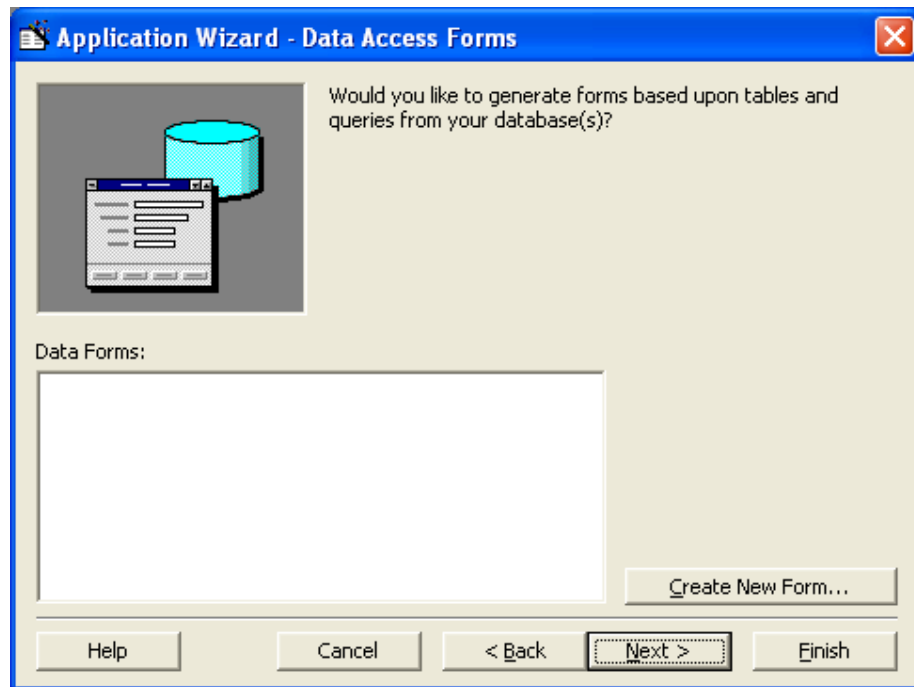 Application Wizard - Data Access Forms
Would you like to generate forms based upon tables and
queries from your database(s)?
Data Forms:
Create New Form...
Help
Cancel
< Back
Next >
Finish